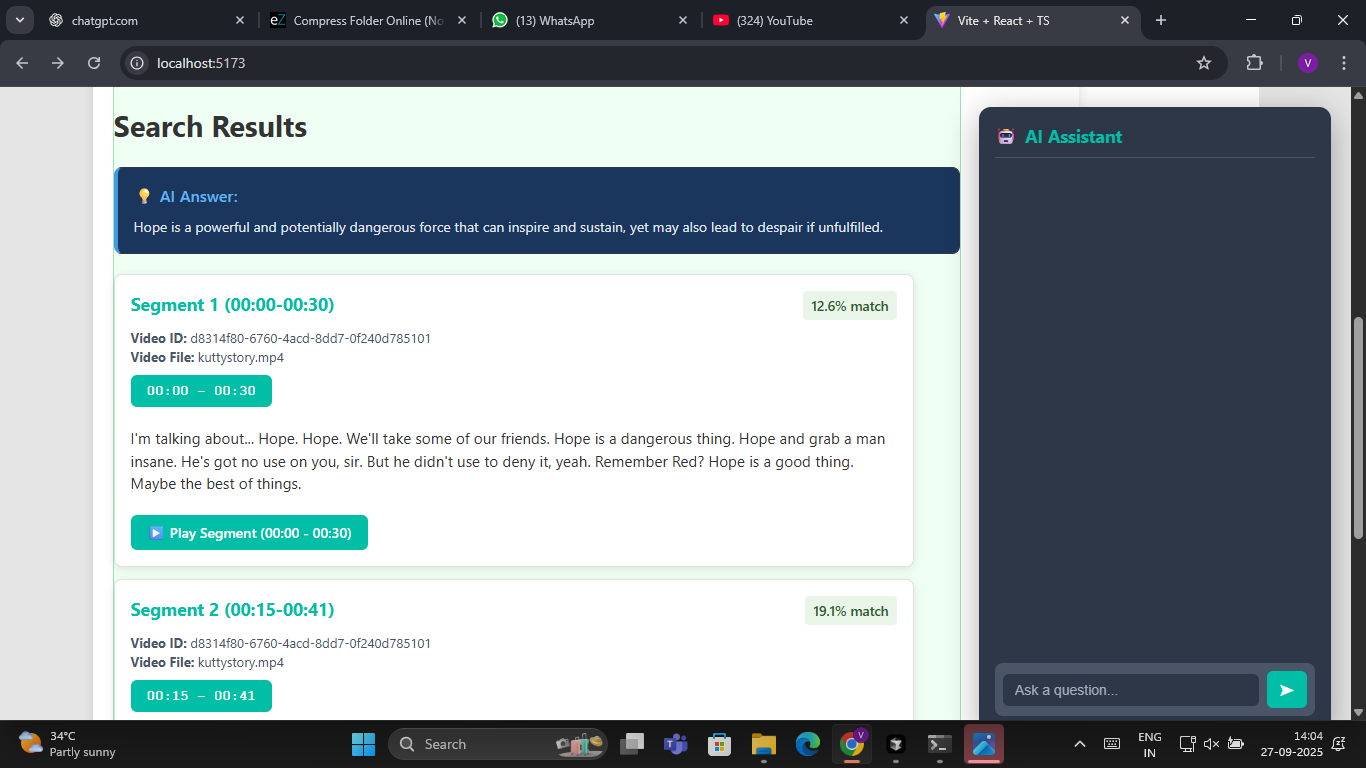 chatgpt.com
Compress Folder Online (No
(13) WhatsApp
(324) YouTube
Vite + React + TS
localhost:5173
V
Search Results
AI Answer:
Hope is a powerful and potentially dangerous force that can inspire and sustain, yet may also lead to despair if unfulfilled.
Segment 1 (00:00-00:30)
12.6% match
Video ID: d8314f80-6760-4acd-8dd7-0f240d785101
Video File: kuttystory.mp4
00:00 – 00:30
I'm talking about... Hope. Hope. We'll take some of our friends. Hope is a dangerous thing. Hope and grab a man
insane. He's got no use on you, sir. But he didn't use to deny it, yeah. Remember Red? Hope is a good thing.
Maybe the best of things.
Play Segment (00:00 - 00:30)
Segment 2 (00:15-00:41)
19.1% match
Video ID: d8314f80-6760-4acd-8dd7-0f240d785101
Video File: kuttystory.mp4
00:15 – 00:41
AI Assistant
Ask a question...
34°C
Partly sunny
Search
V
ENG
IN
14:04
27-09-2025